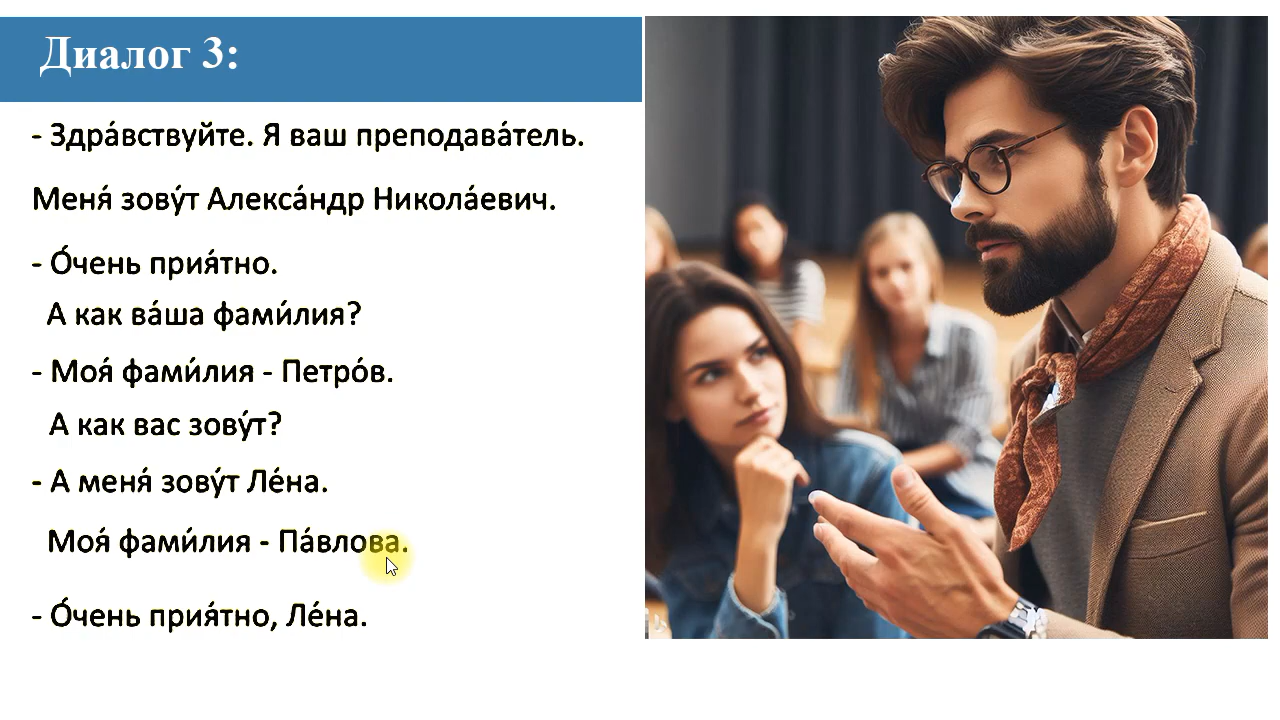 Диалог 3:
- Здра́вствуйте. Я ваш преподава́тель.
Меня́ зову́т Алекса́ндр Никола́евич.
- О́чень прия́тно.
А как ва́ша фами́лия?
- Моя́ фами́лия - Петро́в.
А как вас зову́т?
- А меня́ зову́т Ле́на.
Моя́ фами́лия - Па́влова.
- О́чень прия́тно, Ле́на.